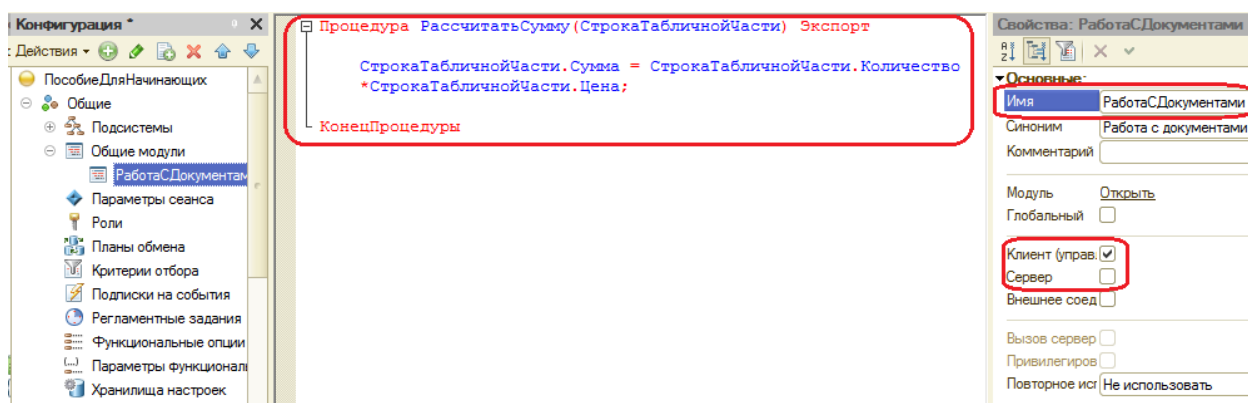 Конфигурация *
Действия
ПособиеДляНачинающих
Общие
Подсистемы
Общие модули
РаботаСДокументам
Параметры сеанса
Роли
Планы обмена
Критерии отбора
Подписки на события
Регламентные задания
Функциональные опции
Параметры функционал
Хранилища настроек
Процедура РассчитатьСумму(СтрокаТабличнойЧасти) Экспорт
СтрокаТабличнойЧасти.Сумма = СтрокаТабличнойЧасти.Количество
*СтрокаТабличнойЧасти.Цена;
КонецПроцедуры
Свойства: РаботаСДокументами
Основные:
Имя РаботаСДокументами
Синоним Работа с документами
Комментарий
Модуль Открыть
Глобальный
Клиент (управ.
Сервер
Внешнее соед
Вызов сервер
Привилегиров
Повторное исг Не использовать